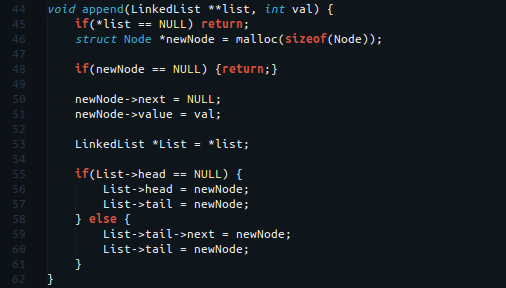 44 void append(LinkedList **list, int val) {
45     if(*list == NULL) return;
46     struct Node *newNode = malloc(sizeof(Node));
47
48     if(newNode == NULL) {return;}
49
50     newNode->next = NULL;
51     newNode->value = val;
52
53     LinkedList *List = *list;
54
55     if(List->head == NULL) {
56         List->head = newNode;
57         List->tail = newNode;
58     } else {
59         List->tail->next = newNode;
60         List->tail = newNode;
61     }
62 }